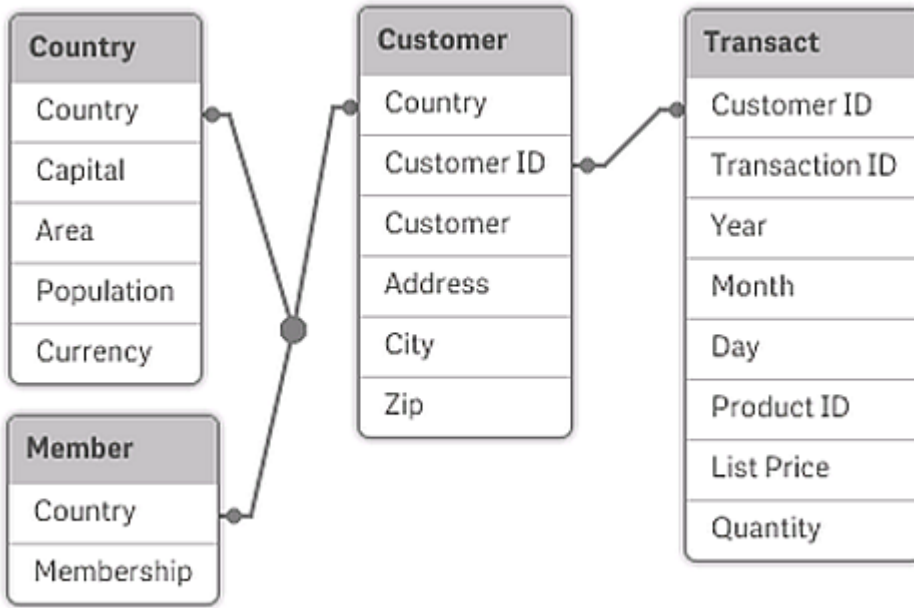 Country
Country
Capital
Area
Population
Currency
Member
Country
Membership
Customer
Country
Customer ID
Customer
Address
City
Zip
Transact
Customer ID
Transaction ID
Year
Month
Day
Product ID
List Price
Quantity